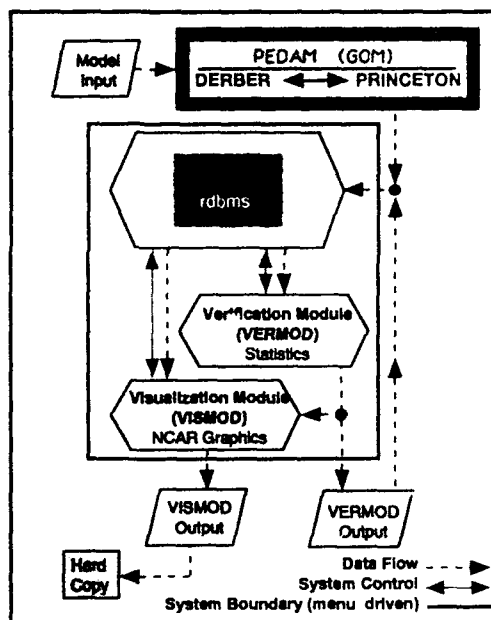 Model
Input
PEDAM (GOM)
DERBER PRINCETON
rdbms
Verification Module
(VERMOD)
Statistics
Visualization Module
(VISMOD)
NCAR Graphics
VISMOD
Output
VERMOD
Output
Hard
Copy
Data Flow
System Control
System Boundary (menu driven)